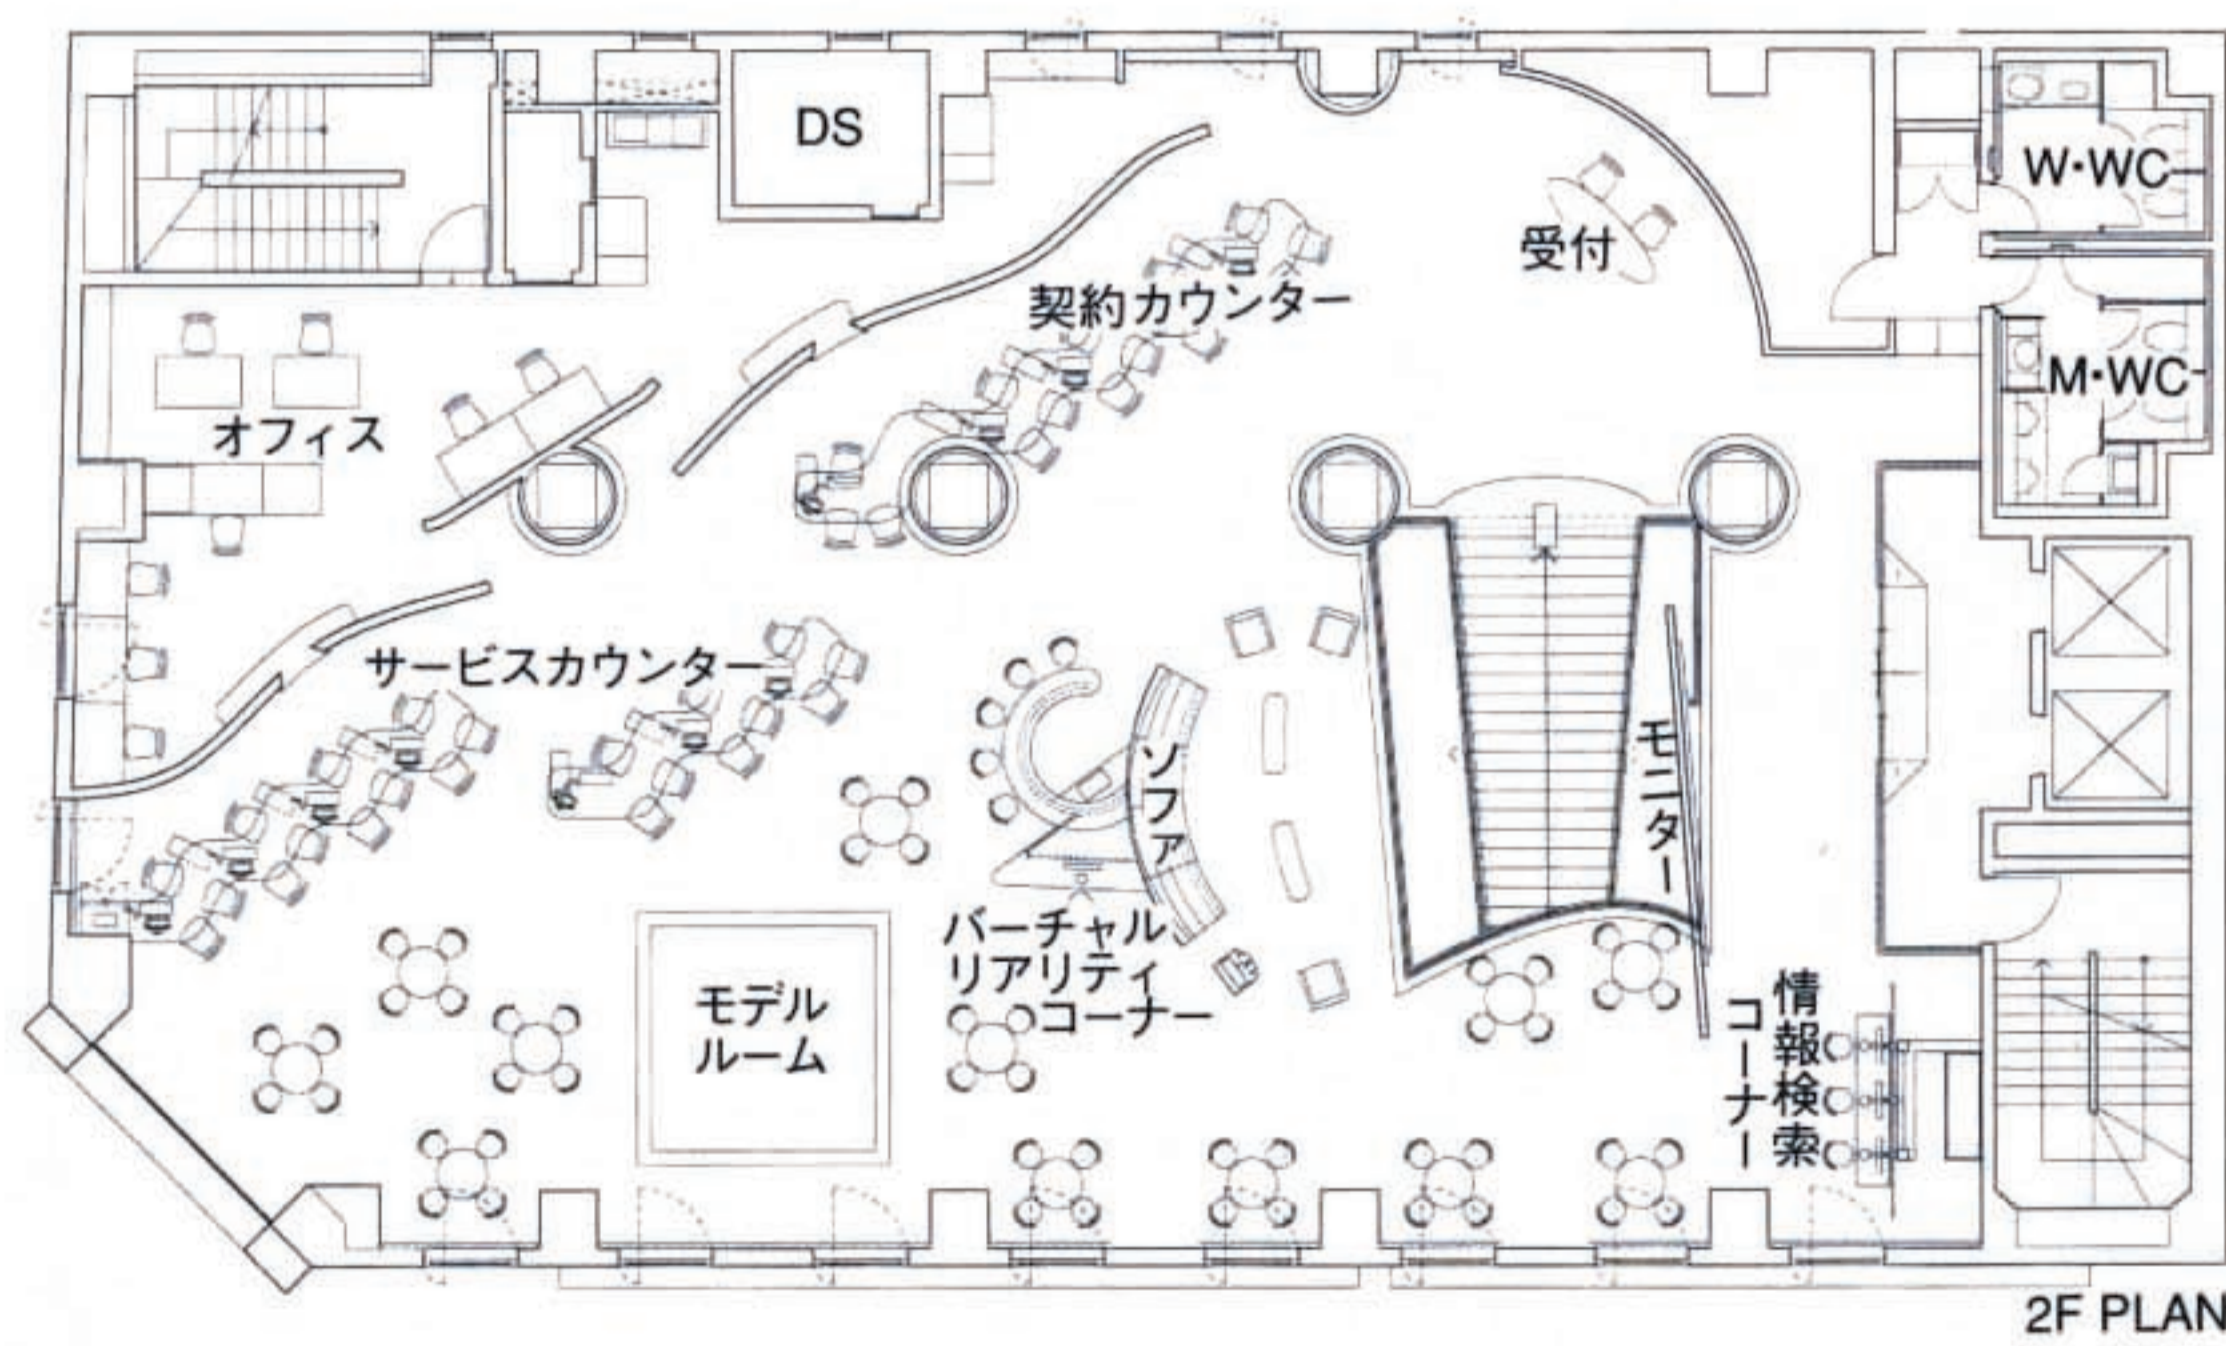 DS
W・WC
受付
契約カウンター
M・WC
オフィス
サービスカウンター
ソファ
モニター
バーチャル
リアリティ
コーナー
モデル
ルーム
情報検索
コーナー
2F PLAN